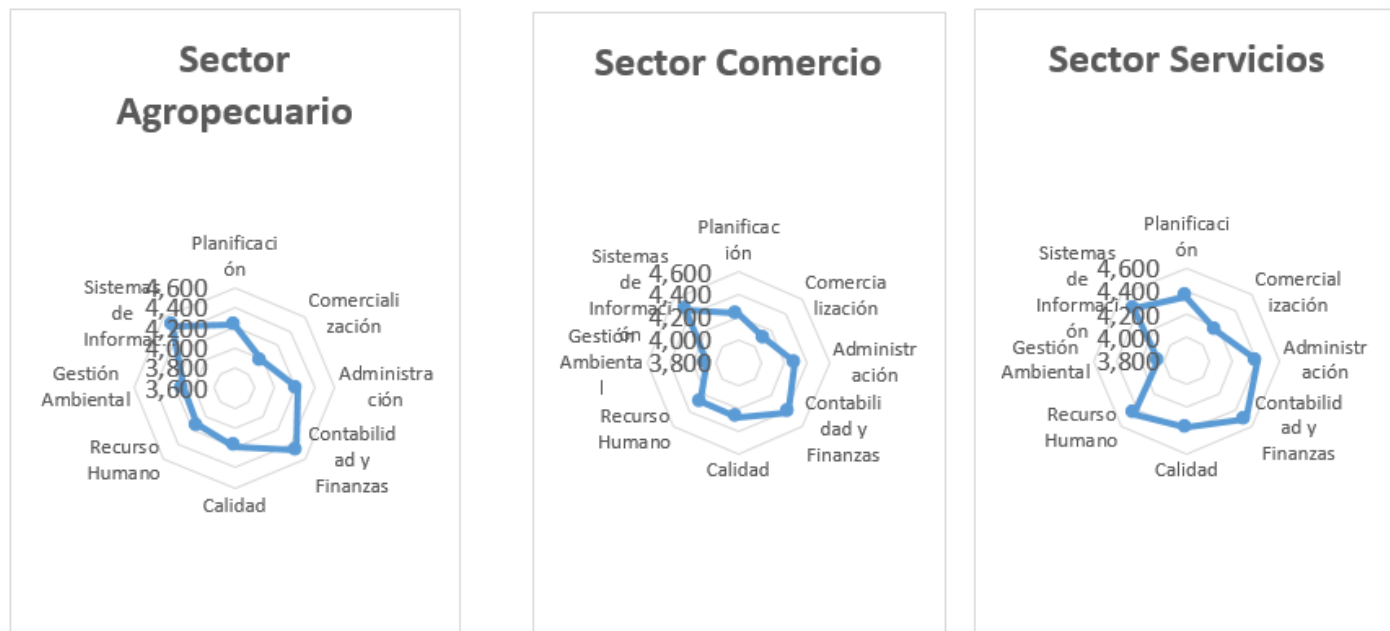 Sector
Agropecuario
Planificaci
ón
4,600
4,400
4,200
4,000
3,800
3,600
Sistemas
de
Informac
Comerciali
zación
Gestión
Ambiental
Administra
ción
Recurso
Humano
Contabilid
ad y
Finanzas
Calidad
Sector Comercio
Planificac
ión
4,600
4,400
4,200
4,000
3,800
Sistemas
de
Informaci
ón
Comercia
lización
Gestión
Ambienta
l
Administr
ación
Recurso
Humano
Contabili
dad y
Finanzas
Calidad
Sector Servicios
Planificaci
ón
4,600
4,400
4,200
4,000
3,800
Sistemas
de
Informaci
ón
Comercial
ización
Gestión
Ambiental
Administr
ación
Recurso
Humano
Contabilid
ad y
Finanzas
Calidad